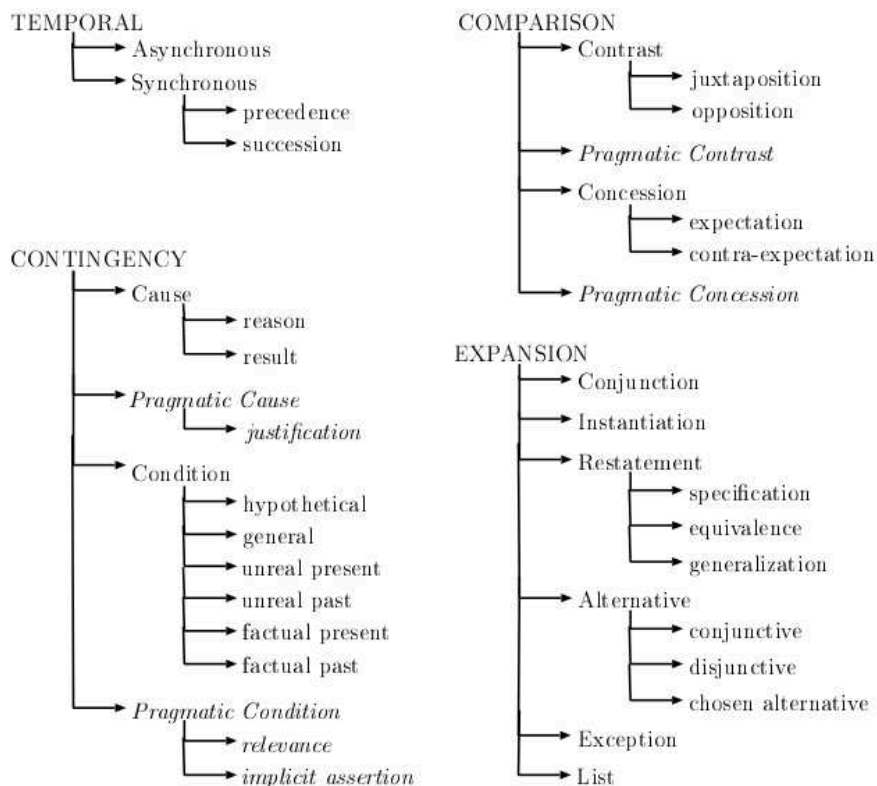 TEMPORAL
Asynchronous
Synchronous
precedence
succession
CONTINGENCY
Cause
reason
result
Pragmatic Cause
justification
Condition
hypothetical
general
unreal present
unreal past
factual present
factual past
Pragmatic Condition
relevance
implicit assertion
COMPARISON
Contrast
juxtaposition
opposition
Pragmatic Contrast
Concession
expectation
contra-expectation
Pragmatic Concession
EXPANSION
Conjunction
Instantiation
Restatement
specification
equivalence
generalization
Alternative
conjunctive
disjunctive
chosen alternative
Exception
List